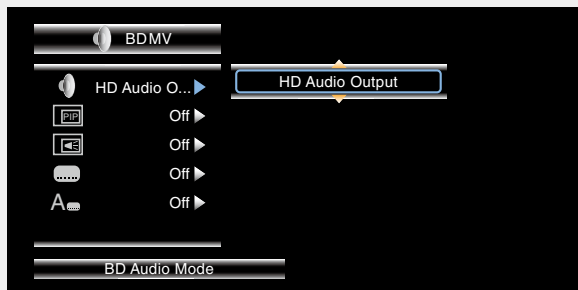 BDMV
HD Audio O...
HD Audio Output
PIP
Off
Off
Off
A
Off
BD Audio Mode